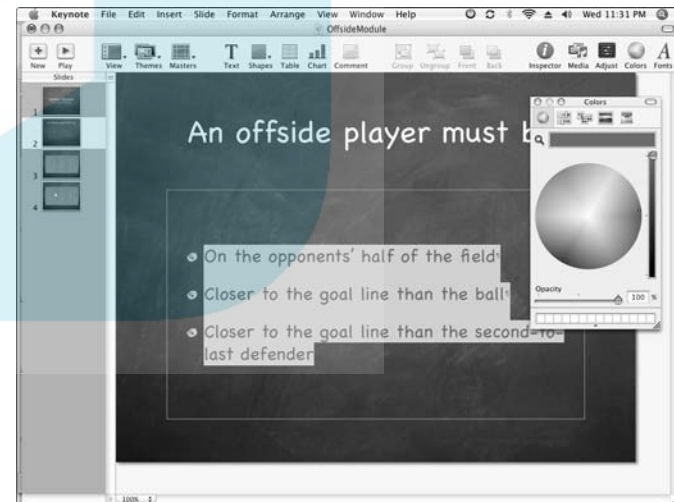 Keynote File Edit Insert Slide Format Arrange View Window Help Wed 11:31 PM
OffsideModule
New Play View Themes Masters Text Shapes Table Chart Comment Group Ungroup Front Back Inspector Media Adjust Colors Fonts
Slides
1
2
3
4
An offside player must b
On the opponents' half of the field
Closer to the goal line than the ball
Closer to the goal line than the second-to-
last defender
Colors
Opacity
100 %
100%